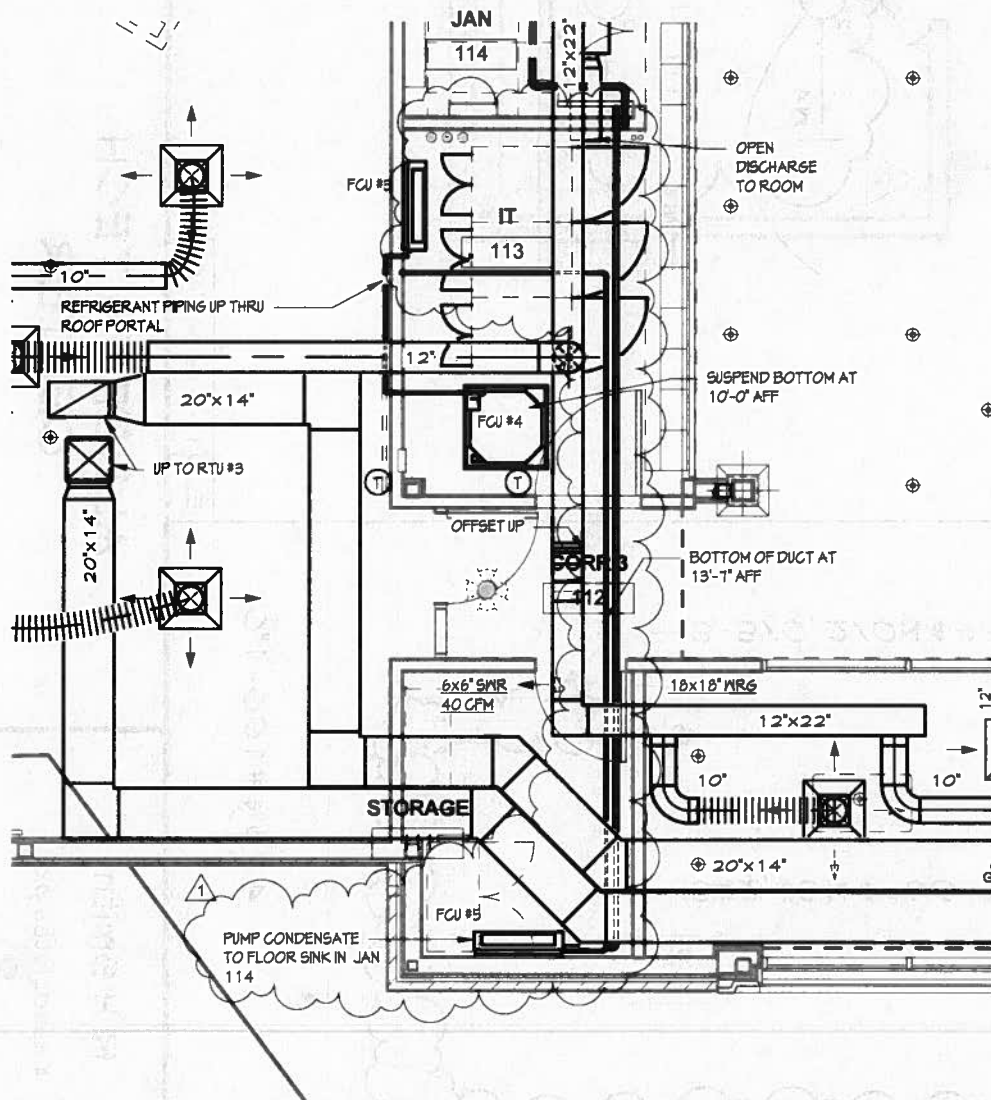 JAN
114
12"x22"
OPEN
DISCHARGE
TO ROOM
IT
113
10"
REFRIGERANT PIPING UP THRU
ROOF PORTAL
12"
20"x14"
FCU #4
SUSPEND BOTTOM AT
10'-0" AFF
UP TO RTU #3
T
T
20"x14"
OFFSET UP
CORR 3
112
BOTTOM OF DUCT AT
13'-7" AFF
6x6" SWR
40 CFM
18x18" WRG
12"x22"
12"
10"
10"
STORAGE
20"x14"
1
FCU #5
PUMP CONDENSATE
TO FLOOR SINK IN JAN
114